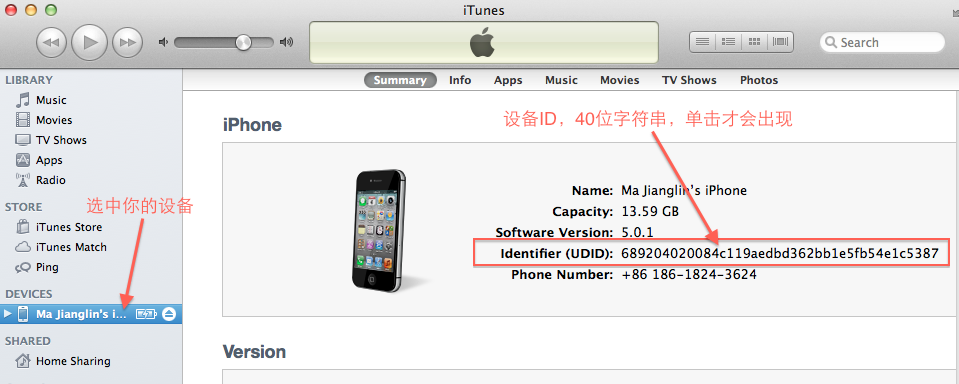 iTunes
Search
LIBRARY
Music
Movies
TV Shows
Apps
Radio
STORE
iTunes Store
iTunes Match
Ping
DEVICES
Ma Jianglin's i...
SHARED
Home Sharing
选中你的设备
Summary Info Apps Music Movies TV Shows Photos
设备ID，40位字符串，单击才会出现
iPhone
Name: Ma Jianglin's iPhone
Capacity: 13.59 GB
Software Version: 5.0.1
Identifier (UDID): 689204020084c119aedbd362bb1e5fb54e1c5387
Phone Number: +86 186-1824-3624
Version